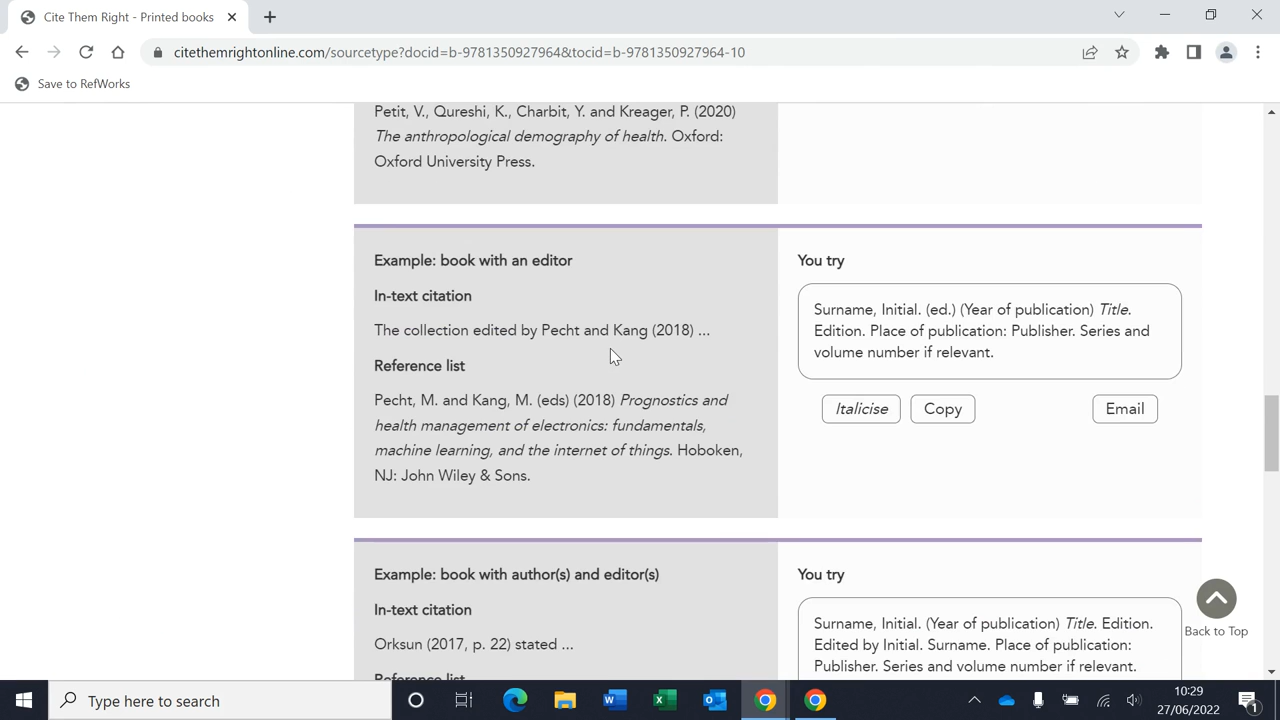 Cite Them Right - Printed books
citethemrightonline.com/sourcetype?docid=b-9781350927964&tocid=b-9781350927964-10
Save to RefWorks
Petit, V., Qureshi, K., Charbit, Y. and Kreager, P. (2020)
The anthropological demography of health. Oxford:
Oxford University Press.
Example: book with an editor
In-text citation
The collection edited by Pecht and Kang (2018) ...
Reference list
Pecht, M. and Kang, M. (eds) (2018) Prognostics and
health management of electronics: fundamentals,
machine learning, and the internet of things. Hoboken,
NJ: John Wiley & Sons.
You try
Surname, Initial. (ed.) (Year of publication) Title.
Edition. Place of publication: Publisher. Series and
volume number if relevant.
Italicise
Copy
Email
Example: book with author(s) and editor(s)
In-text citation
Orksun (2017, p. 22) stated ...
Reference list
You try
Surname, Initial. (Year of publication) Title. Edition.
Edited by Initial. Surname. Place of publication:
Publisher. Series and volume number if relevant.
Back to Top
Type here to search
10:29
27/06/2022
1